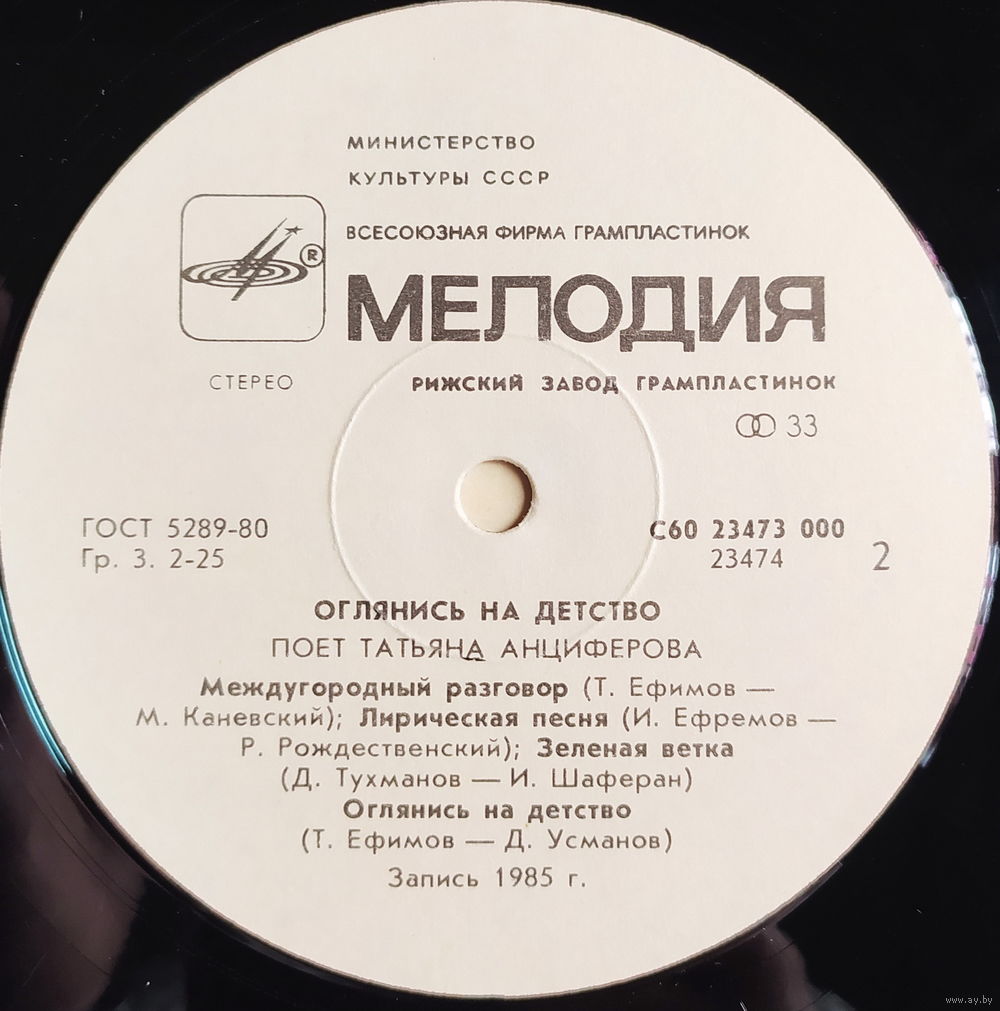 МИНИСТЕРСТВО
КУЛЬТУРЫ СССР
ВСЕСОЮЗНАЯ ФИРМА ГРАМПЛАСТИНОК
®
МЕЛОДИЯ
СТЕРЕО
РИЖСКИЙ ЗАВОД ГРАМПЛАСТИНОК
33
ГОСТ 5289-80
Гр. 3. 2-25
С60 23473 000
23474
2
ОГЛЯНИСЬ НА ДЕТСТВО
ПОЕТ ТАТЬЯНА АНЦИФЕРОВА
Междугородный разговор (Т. Ефимов —
М. Каневский); Лирическая песня (И. Ефремов —
Р. Рождественский); Зеленая ветка
(Д. Тухманов — И. Шаферан)
Оглянись на детство
(Т. Ефимов — Д. Усманов)
Запись 1985 г.
www.ay.by